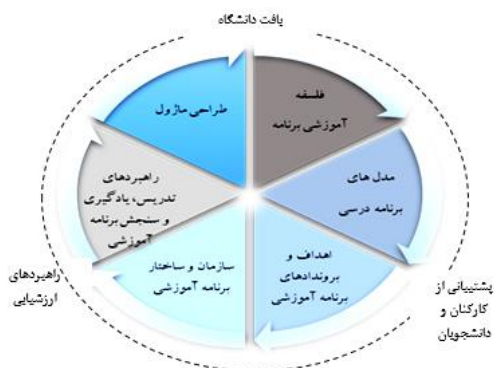 یافت دانشگاه
فلسفه
آموزشی برنامه
مدل های
برنامه درسی
اهداف و
بروندادهای
برنامه آموزشی
سازمان و ساختار
برنامه آموزشی
راهبردهای
تدریس، یادگیری
و سنجش برنامه
آموزشی
طراحی ماژول
پشتیبانی از
کارکنان و
دانشجویان
راهبردهای
ارزشیابی